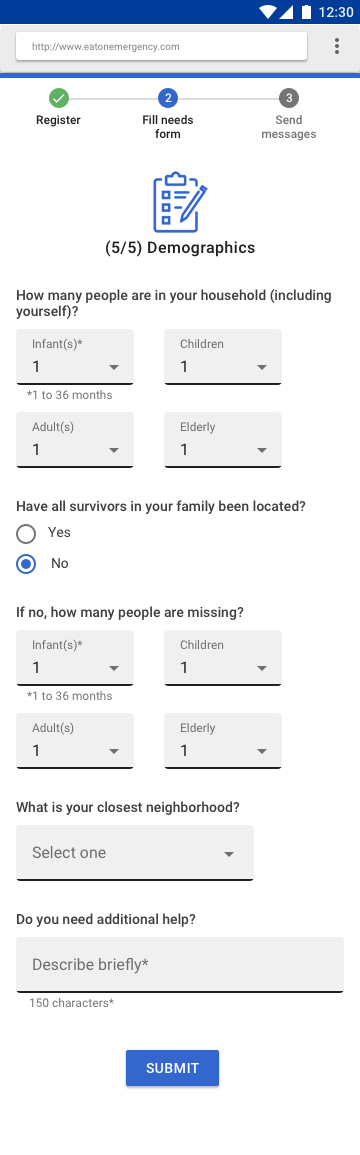 12:30
http://www.eatonemergency.com
2
3
Register
Fill needs
form
Send
messages
(5/5) Demographics
How many people are in your household (including
yourself)?
Infant(s)*
Children
1
1
*1 to 36 months
Adult(s)
Elderly
1
1
Have all survivors in your family been located?
Yes
No
If no, how many people are missing?
Infant(s)*
Children
1
1
*1 to 36 months
Adult(s)
Elderly
1
1
What is your closest neighborhood?
Select one
Do you need additional help?
Describe briefly*
150 characters*
SUBMIT